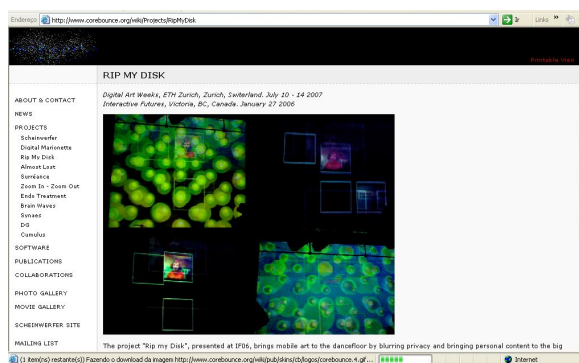 Endereço http://www.corebounce.org/wiki/Projects/RipMyDisk Ir Links »
Printable View
RIP MY DISK
Digital Art Weeks, ETH Zurich, Zurich, Switerland. July 10 - 14 2007
Interactive Futures, Victoria, BC, Canada. January 27 2006
ABOUT & CONTACT
NEWS
PROJECTS
Scheinwerfer
Digital Marionette
Rip My Disk
Almost Lost
Surréance
Zoom In - Zoom Out
Endo Treatment
Brain Waves
Synaes
DG
Cumulus
SOFTWARE
PUBLICATIONS
COLLABORATIONS
PHOTO GALLERY
MOVIE GALLERY
SCHEINWERFER SITE
MAILING LIST
The project "Rip my Disk", presented at IF06, brings mobile art to the dancefloor by blurring privacy and bringing personal content to the big
(1 item(ns) restante(s)) Fazendo o download da imagem http://www.corebounce.org/wiki/pub/skins/cb/logos/corebounce.4.gif... Internet